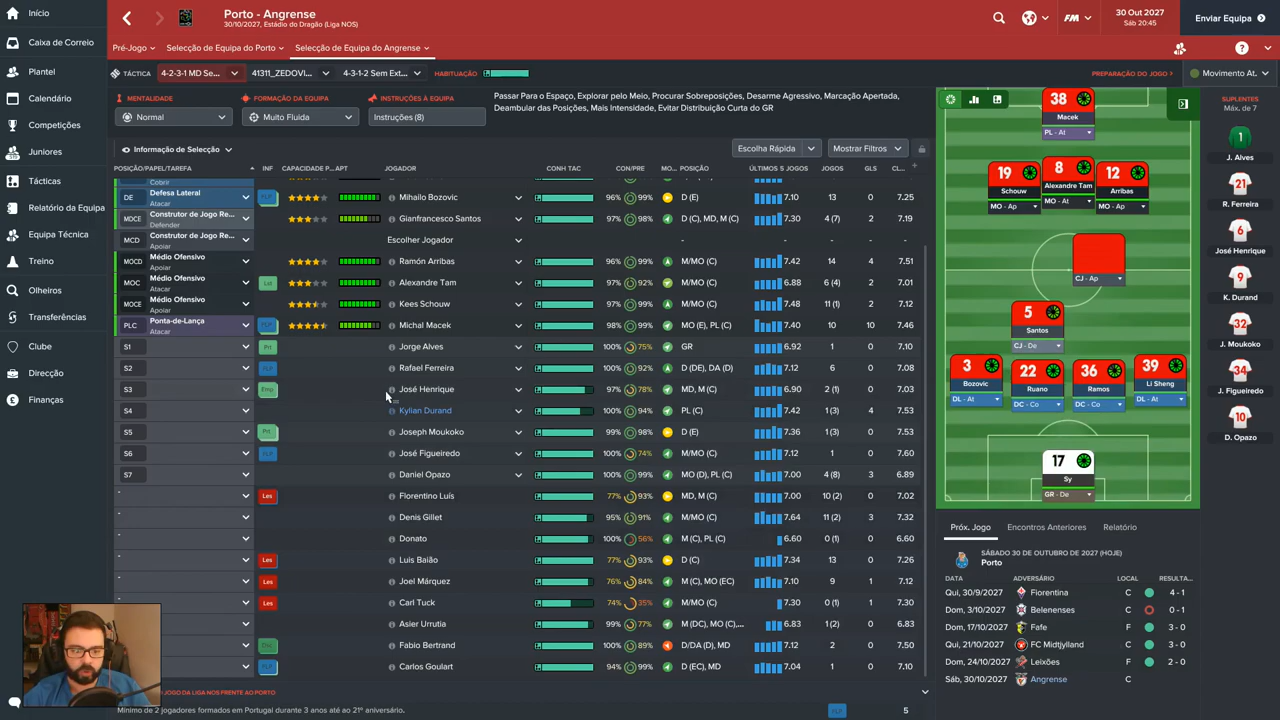 Início
Porto - Angrense
30/10/2027, Estádio do Dragão (Liga NOS)
FM
30 Out 2027
Sáb 20:45
Enviar Equipa
Caixa de Correio
Pré-Jogo
Selecção de Equipa do Porto
Selecção de Equipa do Angrense
?
Plantel
TÁCTICA
4-2-3-1 MD Se...
41311_ZEDOVI...
4-3-1-2 Sem Ext...
HABITUAÇÃO
PREPARAÇÃO DO JOGO >
Movimento At.
Calendário
MENTALIDADE
FORMAÇÃO DA EQUIPA
INSTRUÇÕES À EQUIPA
Passar Para o Espaço, Explorar pelo Meio, Procurar Sobreposições, Desarme Agressivo, Marcação Apertada,
Deambular das Posições, Mais Intensidade, Evitar Distribuição Curta do GR
Normal
Muito Fluida
Instruções (8)
Competições
Juniores
Tácticas
Relatório da Equipa
Equipa Técnica
Treino
Olheiros
Transferências
Clube
Direcção
Finanças
Informação de Selecção
Escolha Rápida
Mostrar Filtros
POSIÇÃO/PAPEL/TAREFA
INF
CAPACIDADE P...
APT
JOGADOR
CONH TAC
CON/PRE
MO...
POSIÇÃO
ÚLTIMOS 5 JOGOS
JOGOS
GLS
CL...
Cobrir
DE Defesa Lateral Atacar Mihailo Bozovic 96% 99% D (E) 7.10 13 0 7.25
MDCE Construtor de Jogo Re... Defender Gianfrancesco Santos 97% 98% D (C), MD, M (C) 7.30 4 (7) 2 7.19
MCD Construtor de Jogo Re... Apoiar Escolher Jogador - - - - -
MOCD Médio Ofensivo Apoiar Ramón Arribas 96% 99% M/MO (C) 7.42 14 4 7.51
MOC Médio Ofensivo Atacar Alexandre Tam 97% 92% M/MO (C) 6.88 6 (4) 2 7.01
MOCE Médio Ofensivo Apoiar Kees Schouw 97% 99% M/MO (C) 7.48 11 (1) 2 7.12
PLC Ponta-de-Lança Atacar Michal Macek 98% 99% MO (E), PL (C) 7.40 10 10 7.46
S1 Prt Jorge Alves 100% 75% GR 6.92 1 0 7.10
S2 Rafael Ferreira 100% 92% D (DE), DA (D) 7.12 6 0 7.08
S3 Emp José Henrique 97% 78% MD, M (C) 6.90 2 (1) 0 7.03
S4 Kylian Durand 100% 94% PL (C) 7.42 1 (3) 4 7.53
S5 Prt Joseph Moukoko 99% 98% D (E) 7.36 1 (3) 0 7.53
S6 José Figueiredo 100% 74% M/MO (C) 7.12 1 0 7.60
S7 Daniel Opazo 100% 99% MO (D), PL (C) 7.00 4 (8) 3 6.89
- Les Florentino Luís 77% 93% MD, M (C) 7.00 10 (2) 0 7.02
- Denis Gillet 95% 91% M/MO (C) 7.64 11 (2) 3 7.32
- Donato 100% 56% M (C), PL (C) 6.60 0 (1) 0 6.60
- Les Luis Baião 77% 93% D (C) 7.34 13 0 7.26
- Les Joel Márquez 76% 84% M (C), MO (EC) 7.10 9 1 7.12
- Les Carl Tuck 74% 35% M/MO (C) 7.30 0 (1) 1 7.30
Asier Urrutia 99% 77% M (DC), MO (C),... 6.83 1 (2) 0 6.83
Fabio Bertrand 100% 89% D/DA (D), MD 7.12 2 0 7.50
Carlos Goulart 94% 99% D (EC), MD 7.04 1 0 7.10
JOGO DA LIGA NOS FRENTE AO PORTO
Mínimo de 2 jogadores formados em Portugal durante 3 anos até ao 21º aniversário.
5
38
Macek
PL - At
19
Schouw
MO - Ap
8
Alexandre Tam
MO - At
12
Arribas
MO - Ap
CJ - Ap
5
Santos
CJ - De
3
Bozovic
DL - At
22
Ruano
DC - Co
36
Ramos
DC - Co
39
Li Sheng
DL - At
17
Sy
GR - De
SUPLENTES
Máx. de 7
1
J. Alves
21
R. Ferreira
6
José Henrique
9
K. Durand
32
J. Moukoko
34
J. Figueiredo
10
D. Opazo
Próx. Jogo
Encontros Anteriores
Relatório
SÁBADO 30 DE OUTUBRO DE 2027 (HOJE)
Porto
DATA ADVERSÁRIO LOCAL RESULTA...
Qui, 30/9/2027 Fiorentina C 4 - 1
Dom, 3/10/2027 Belenenses C 0 - 1
Dom, 17/10/2027 Fafe F 3 - 0
Qui, 21/10/2027 FC Midtjylland C 3 - 0
Dom, 24/10/2027 Leixões F 2 - 0
Sáb, 30/10/2027 Angrense C